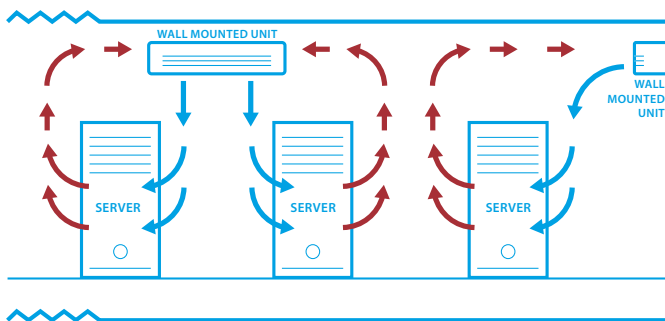 WALL MOUNTED UNIT
WALL
MOUNTED
UNIT
SERVER
SERVER
SERVER